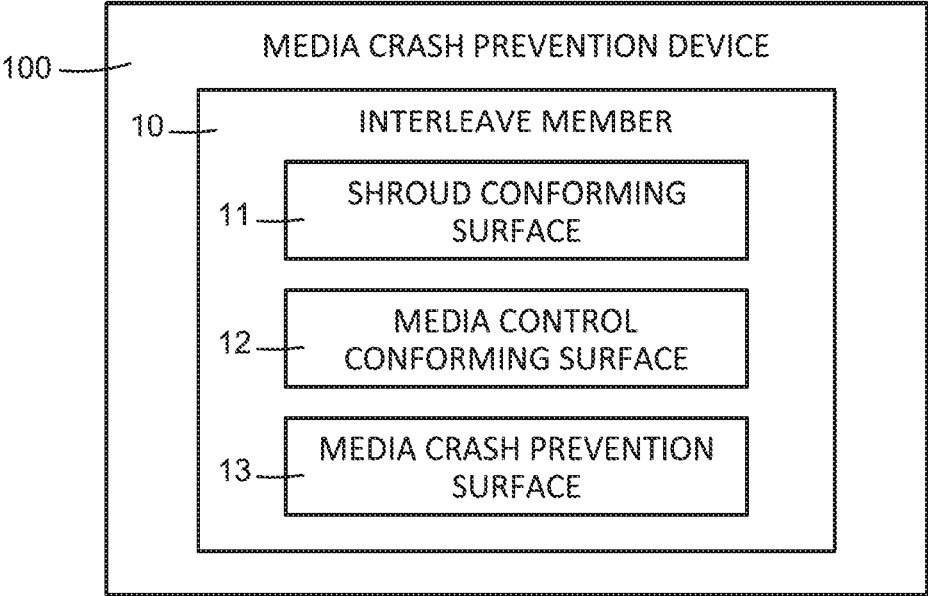 MEDIA CRASH PREVENTION DEVICE
100
10
INTERLEAVE MEMBER
11
SHROUD CONFORMING
SURFACE
12
MEDIA CONTROL
CONFORMING SURFACE
13
MEDIA CRASH PREVENTION
SURFACE